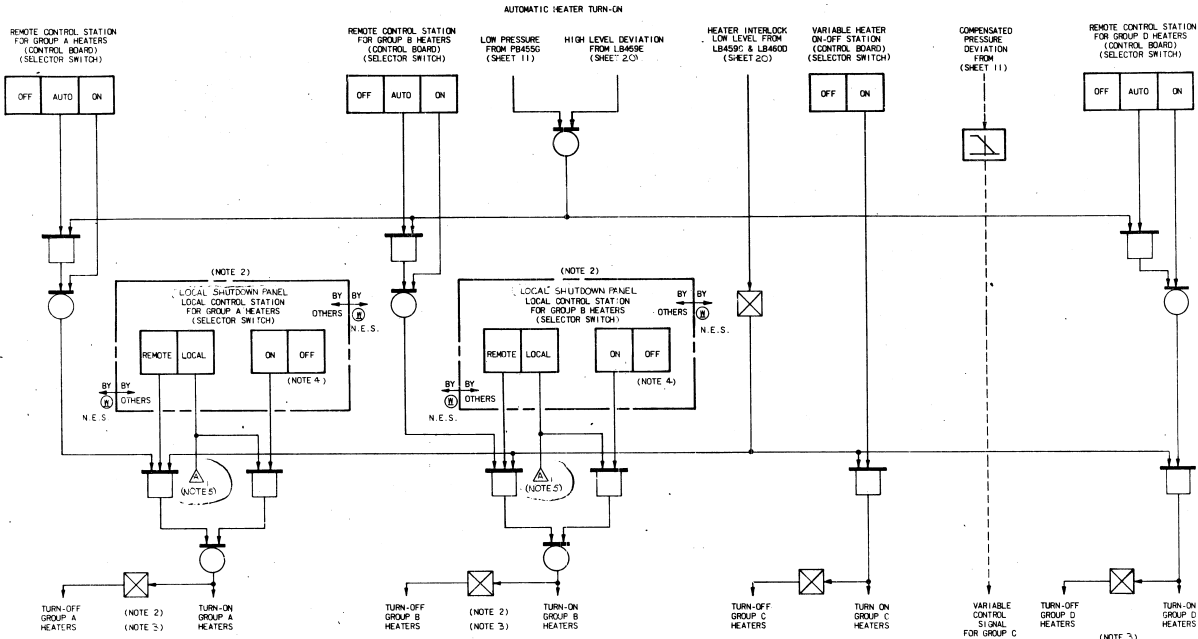 AUTOMATIC HEATER TURN-ON
REMOTE CONTROL STATION
FOR GROUP A HEATERS
(CONTROL BOARD)
(SELECTOR SWITCH)
REMOTE CONTROL STATION
FOR GROUP B HEATERS
(CONTROL BOARD)
(SELECTOR SWITCH)
LOW PRESSURE
FROM PB455G
(SHEET 11)
HIGH LEVEL DEVIATION
FROM LB459E
(SHEET 20)
HEATER INTERLOCK
LOW LEVEL FROM
LB459C & LB460D
(SHEET 20)
VARIABLE HEATER
ON-OFF STATION
(CONTROL BOARD)
(SELECTOR SWITCH)
COMPENSATED
PRESSURE
DEVIATION
FROM
(SHEET 11)
REMOTE CONTROL STATION
FOR GROUP D HEATERS
(CONTROL BOARD)
(SELECTOR SWITCH)
OFF AUTO ON
OFF AUTO ON
OFF ON
OFF AUTO ON
(NOTE 2)
LOCAL SHUTDOWN PANEL
LOCAL CONTROL STATION
FOR GROUP A HEATERS
(SELECTOR SWITCH)
BY BY
OTHERS W
N.E.S.
REMOTE LOCAL
ON OFF
(NOTE 4)
BY BY
W OTHERS
N.E.S.
(NOTE 2)
LOCAL SHUTDOWN PANEL
LOCAL CONTROL STATION
FOR GROUP B HEATERS
(SELECTOR SWITCH)
BY BY
OTHERS W
N.E.S.
REMOTE LOCAL
ON OFF
(NOTE 4)
BY BY
W OTHERS
N.E.S.
A 1
(NOTE 5)
A 1
(NOTE 5)
TURN-OFF
GROUP A
HEATERS
(NOTE 2)
(NOTE 3)
TURN-ON
GROUP A
HEATERS
TURN-OFF
GROUP B
HEATERS
(NOTE 2)
(NOTE 3)
TURN-ON
GROUP B
HEATERS
TURN-OFF
GROUP C
HEATERS
TURN ON
GROUP C
HEATERS
VARIABLE
CONTROL
SIGNAL
FOR GROUP C
TURN-OFF
GROUP D
HEATERS
TURN-ON
GROUP D
HEATERS
(NOTE 3)